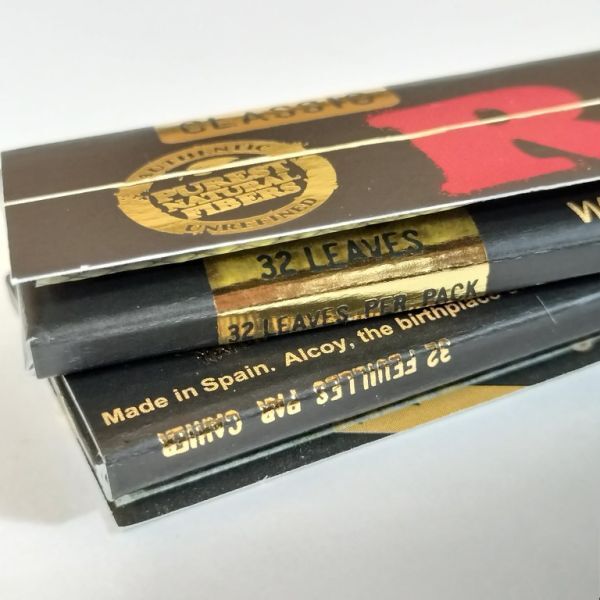 CLASSIC
AUTHENTIC
PUREST
NATURAL
FIBERS
UNREFINED
R
32 LEAVES
32 LEAVES PER PACK
Made in Spain. Alcoy, the birthplace
32 FEUILLES PAR CAHIER